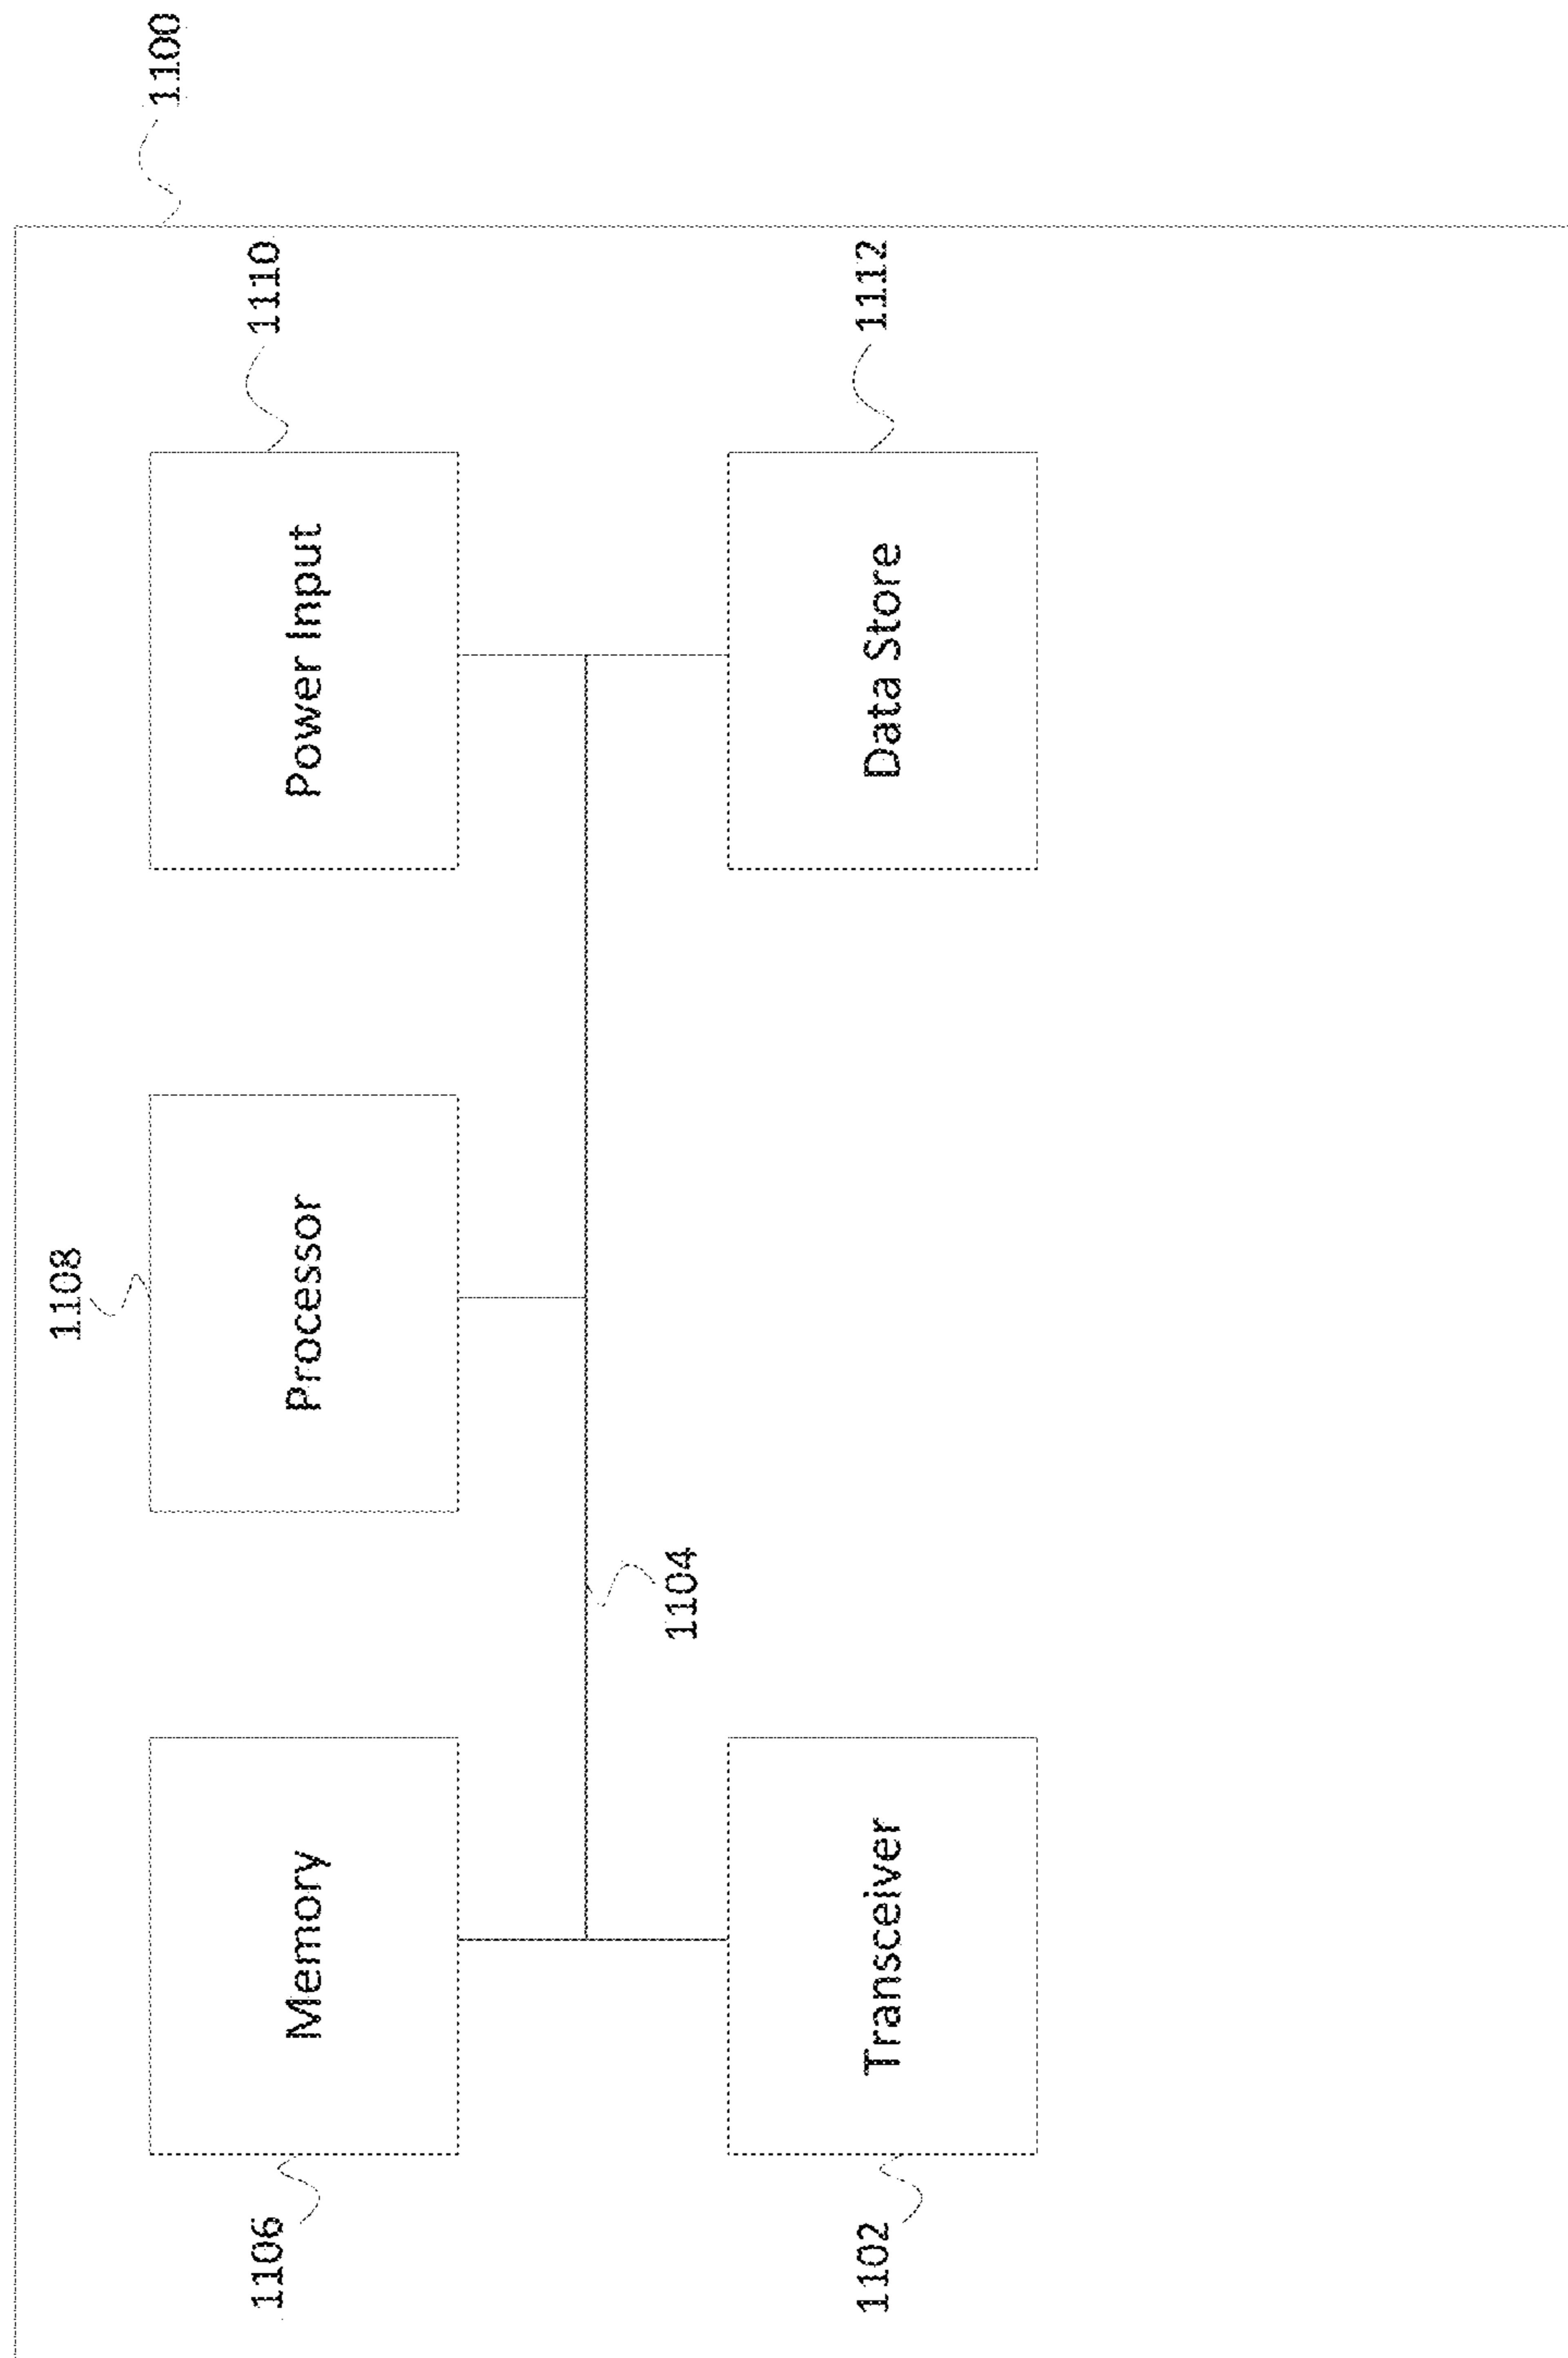 1100
1108
1106
Memory
Processor
Power Input
1110
1104
1102
Transceiver
Data Store
1112